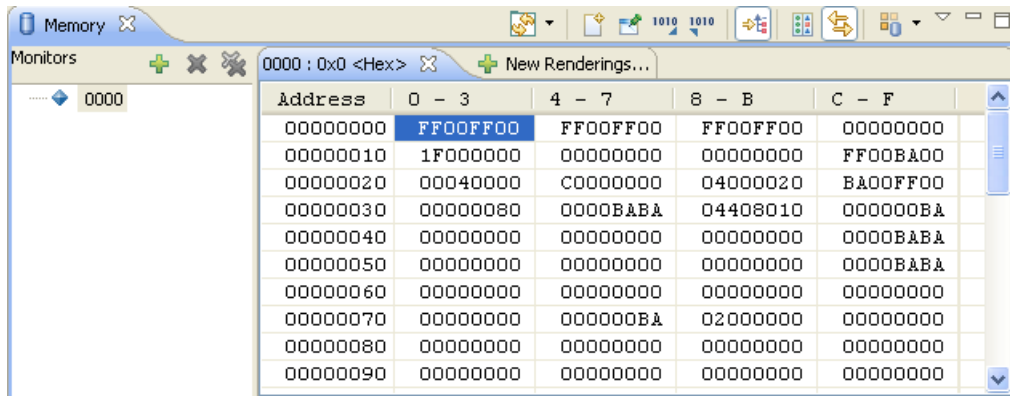 Memory
1010 1010
Monitors
0000 : 0x0 <Hex> New Renderings...
0000
Address 0 - 3 4 - 7 8 - B C - F
00000000 FF00FF00 FF00FF00 FF00FF00 00000000
00000010 1F000000 00000000 00000000 FF00BA00
00000020 00040000 C0000000 04000020 BA00FF00
00000030 00000080 0000BABA 04408010 000000BA
00000040 00000000 00000000 00000000 0000BABA
00000050 00000000 00000000 00000000 0000BABA
00000060 00000000 00000000 00000000 00000000
00000070 00000000 000000BA 02000000 00000000
00000080 00000000 00000000 00000000 00000000
00000090 00000000 00000000 00000000 00000000